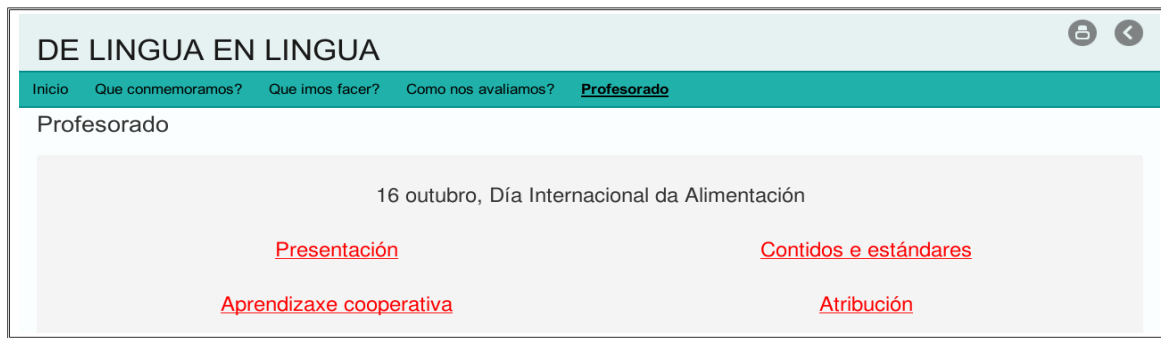 DE LINGUA EN LINGUA
Inicio Que conmemoramos? Que imos facer? Como nos avaliamos? Profesorado
Profesorado
16 outubro, Día Internacional da Alimentación
Presentación Contidos e estándares
Aprendizaxe cooperativa Atribución